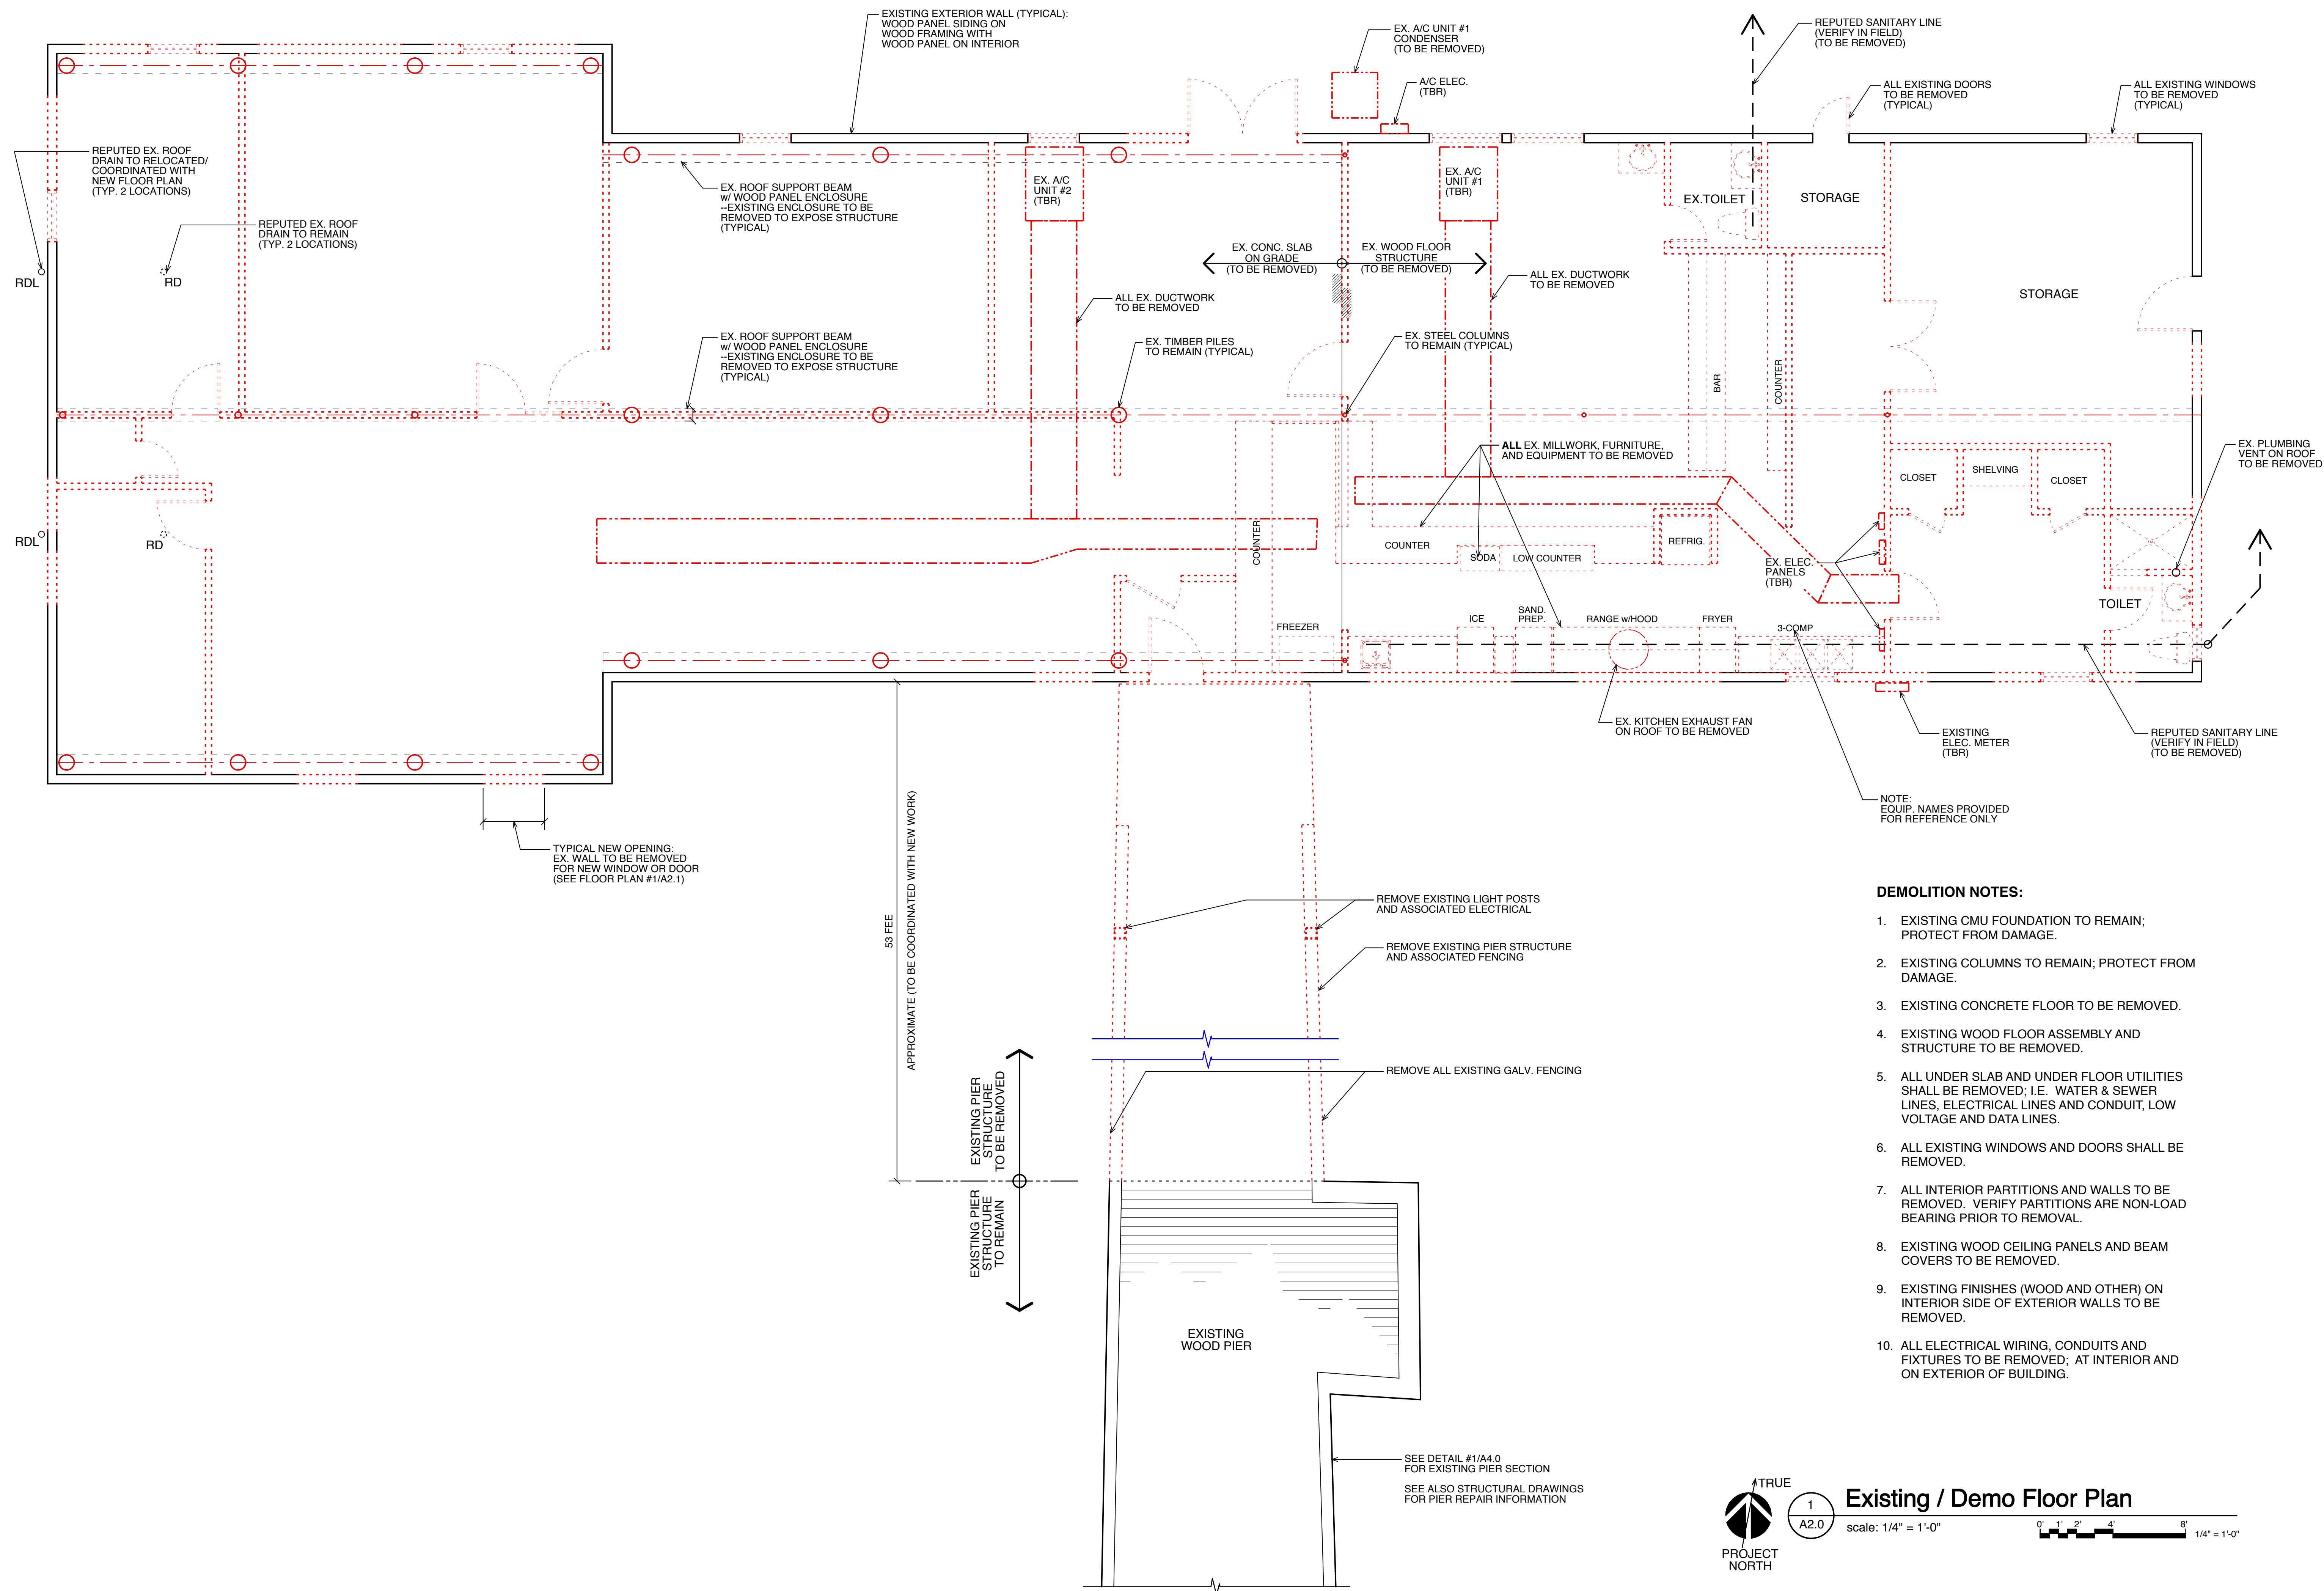 EXISTING EXTERIOR WALL (TYPICAL):
WOOD PANEL SIDING ON
WOOD FRAMING WITH
WOOD PANEL ON INTERIOR
EX. A/C UNIT #1
CONDENSER
(TO BE REMOVED)
A/C ELEC.
(TBR)
REPUTED SANITARY LINE
(VERIFY IN FIELD)
(TO BE REMOVED)
ALL EXISTING DOORS
TO BE REMOVED
(TYPICAL)
ALL EXISTING WINDOWS
TO BE REMOVED
(TYPICAL)
REPUTED EX. ROOF
DRAIN TO RELOCATED/
COORDINATED WITH
NEW FLOOR PLAN
(TYP. 2 LOCATIONS)
REPUTED EX. ROOF
DRAIN TO REMAIN
(TYP. 2 LOCATIONS)
RDL
RD
EX. ROOF SUPPORT BEAM
w/ WOOD PANEL ENCLOSURE
--EXISTING ENCLOSURE TO BE
REMOVED TO EXPOSE STRUCTURE
(TYPICAL)
EX. A/C
UNIT #2
(TBR)
EX. A/C
UNIT #1
(TBR)
EX.TOILET
STORAGE
STORAGE
EX. CONC. SLAB
ON GRADE
(TO BE REMOVED)
EX. WOOD FLOOR
STRUCTURE
(TO BE REMOVED)
ALL EX. DUCTWORK
TO BE REMOVED
ALL EX. DUCTWORK
TO BE REMOVED
EX. ROOF SUPPORT BEAM
w/ WOOD PANEL ENCLOSURE
--EXISTING ENCLOSURE TO BE
REMOVED TO EXPOSE STRUCTURE
(TYPICAL)
EX. TIMBER PILES
TO REMAIN (TYPICAL)
EX. STEEL COLUMNS
TO REMAIN (TYPICAL)
BAR
COUNTER
ALL EX. MILLWORK, FURNITURE,
AND EQUIPMENT TO BE REMOVED
EX. PLUMBING
VENT ON ROOF
TO BE REMOVED
CLOSET
SHELVING
CLOSET
RDL
RD
COUNTER
COUNTER
SODA
LOW COUNTER
REFRIG.
EX. ELEC.
PANELS
(TBR)
TOILET
FREEZER
ICE
SAND.
PREP.
RANGE w/HOOD
FRYER
3-COMP
EX. KITCHEN EXHAUST FAN
ON ROOF TO BE REMOVED
EXISTING
ELEC. METER
(TBR)
REPUTED SANITARY LINE
(VERIFY IN FIELD)
(TO BE REMOVED)
NOTE:
EQUIP. NAMES PROVIDED
FOR REFERENCE ONLY
TYPICAL NEW OPENING:
EX. WALL TO BE REMOVED
FOR NEW WINDOW OR DOOR
(SEE FLOOR PLAN #1/A2.1)
53 FEE
APPROXIMATE (TO BE COORDINATED WITH NEW WORK)
REMOVE EXISTING LIGHT POSTS
AND ASSOCIATED ELECTRICAL
REMOVE EXISTING PIER STRUCTURE
AND ASSOCIATED FENCING
REMOVE ALL EXISTING GALV. FENCING
EXISTING PIER
STRUCTURE
TO BE REMOVED
EXISTING PIER
STRUCTURE
TO REMAIN
EXISTING
WOOD PIER
SEE DETAIL #1/A4.0
FOR EXISTING PIER SECTION
SEE ALSO STRUCTURAL DRAWINGS
FOR PIER REPAIR INFORMATION
DEMOLITION NOTES:
1. EXISTING CMU FOUNDATION TO REMAIN;
PROTECT FROM DAMAGE.
2. EXISTING COLUMNS TO REMAIN; PROTECT FROM
DAMAGE.
3. EXISTING CONCRETE FLOOR TO BE REMOVED.
4. EXISTING WOOD FLOOR ASSEMBLY AND
STRUCTURE TO BE REMOVED.
5. ALL UNDER SLAB AND UNDER FLOOR UTILITIES
SHALL BE REMOVED; I.E. WATER & SEWER
LINES, ELECTRICAL LINES AND CONDUIT, LOW
VOLTAGE AND DATA LINES.
6. ALL EXISTING WINDOWS AND DOORS SHALL BE
REMOVED.
7. ALL INTERIOR PARTITIONS AND WALLS TO BE
REMOVED. VERIFY PARTITIONS ARE NON-LOAD
BEARING PRIOR TO REMOVAL.
8. EXISTING WOOD CEILING PANELS AND BEAM
COVERS TO BE REMOVED.
9. EXISTING FINISHES (WOOD AND OTHER) ON
INTERIOR SIDE OF EXTERIOR WALLS TO BE
REMOVED.
10. ALL ELECTRICAL WIRING, CONDUITS AND
FIXTURES TO BE REMOVED; AT INTERIOR AND
ON EXTERIOR OF BUILDING.
TRUE
PROJECT
NORTH
1
A2.0
Existing / Demo Floor Plan
scale: 1/4" = 1'-0"
0' 1' 2' 4' 8'
1/4" = 1'-0"